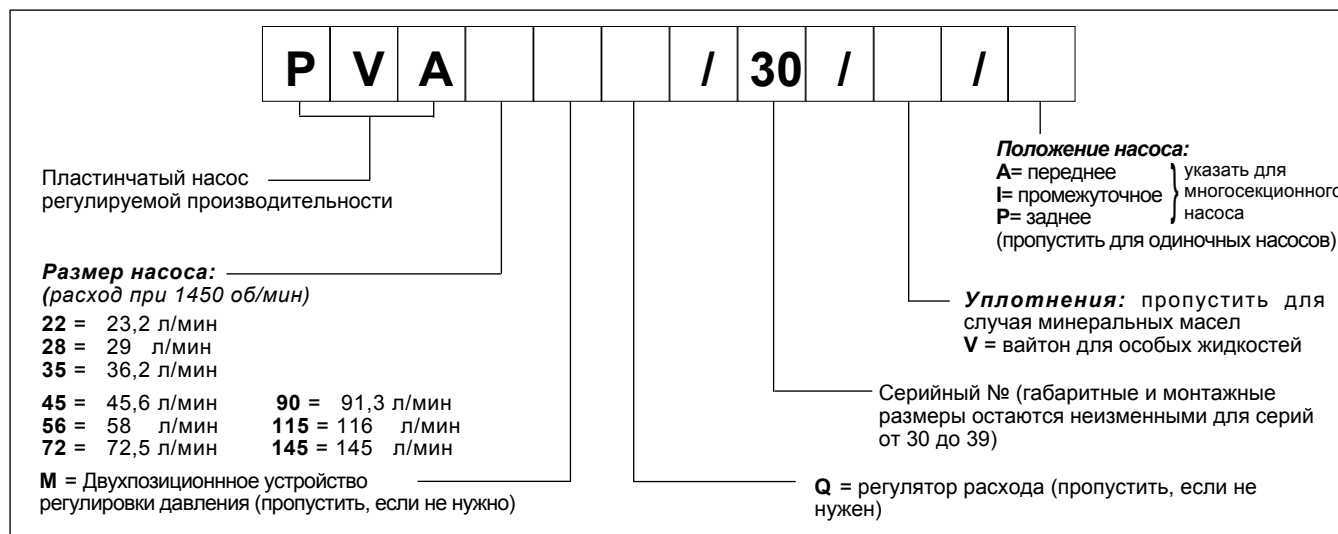 P V A / 30 / /
Пластинчатый насос
регулируемой производительности
Положение насоса:
A= переднее
I= промежуточное
P= заднее
указать для
многосекционного
насоса
(пропустить для одиночных насосов)
Размер насоса:
(расход при 1450 об/мин)
22 = 23,2 л/мин
28 = 29 л/мин
35 = 36,2 л/мин
45 = 45,6 л/мин 90 = 91,3 л/мин
56 = 58 л/мин 115 = 116 л/мин
72 = 72,5 л/мин 145 = 145 л/мин
Уплотнения: пропустить для
случая минеральных масел
V = вайтон для особых жидкостей
Серийный № (габаритные и монтажные
размеры остаются неизменными для серий
от 30 до 39)
M = Двухпозиционнное устройство
регулировки давления (пропустить, если не нужно)
Q = регулятор расхода (пропустить, если не
нужен)